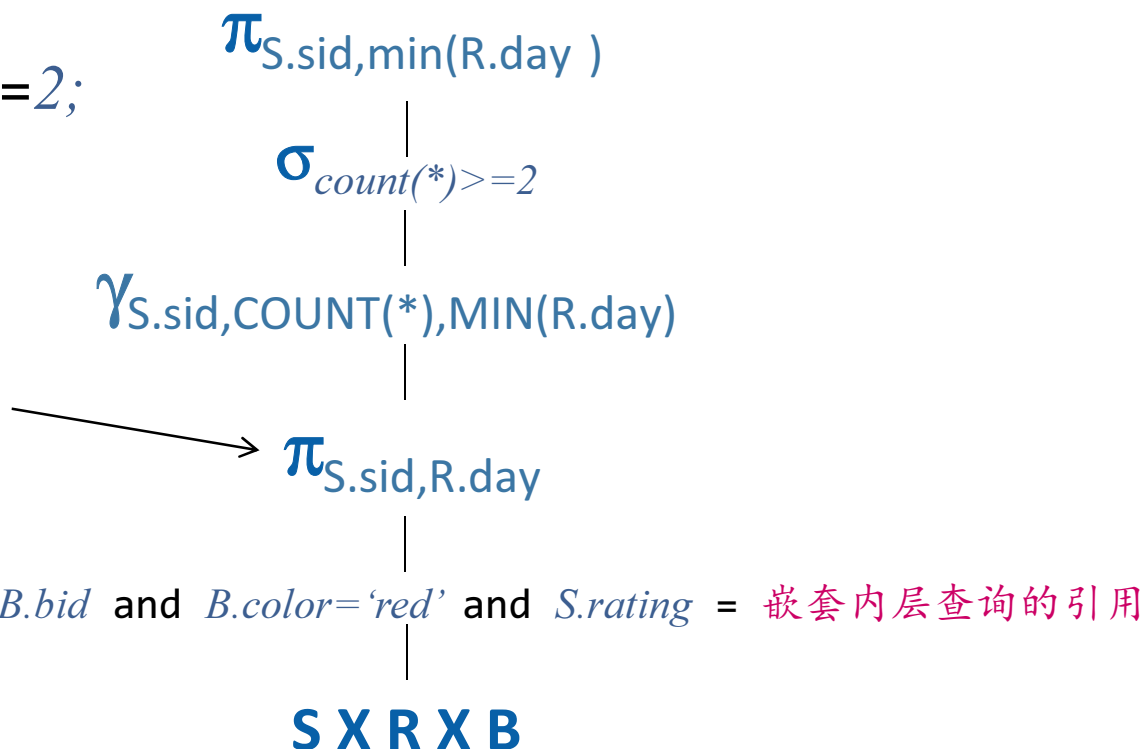 πS.sid,min(R.day )
=2;
σcount(*)>=2
γS.sid,COUNT(*),MIN(R.day)
πS.sid,R.day
B.bid and B.color=‘red’ and S.rating = 嵌套内层查询的引用
S X R X B